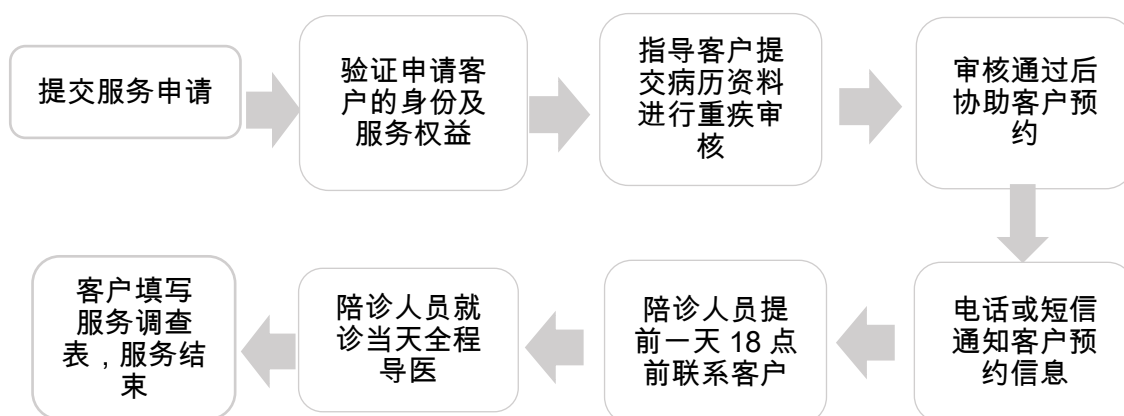 提交服务申请
验证申请客
户的身份及
服务权益
指导客户提
交病历资料
进行重疾审
核
审核通过后
协助客户预
约
电话或短信
通知客户预
约信息
陪诊人员提
前一天 18 点
前联系客户
陪诊人员就
诊当天全程
导医
客户填写
服务调查
表，服务结
束